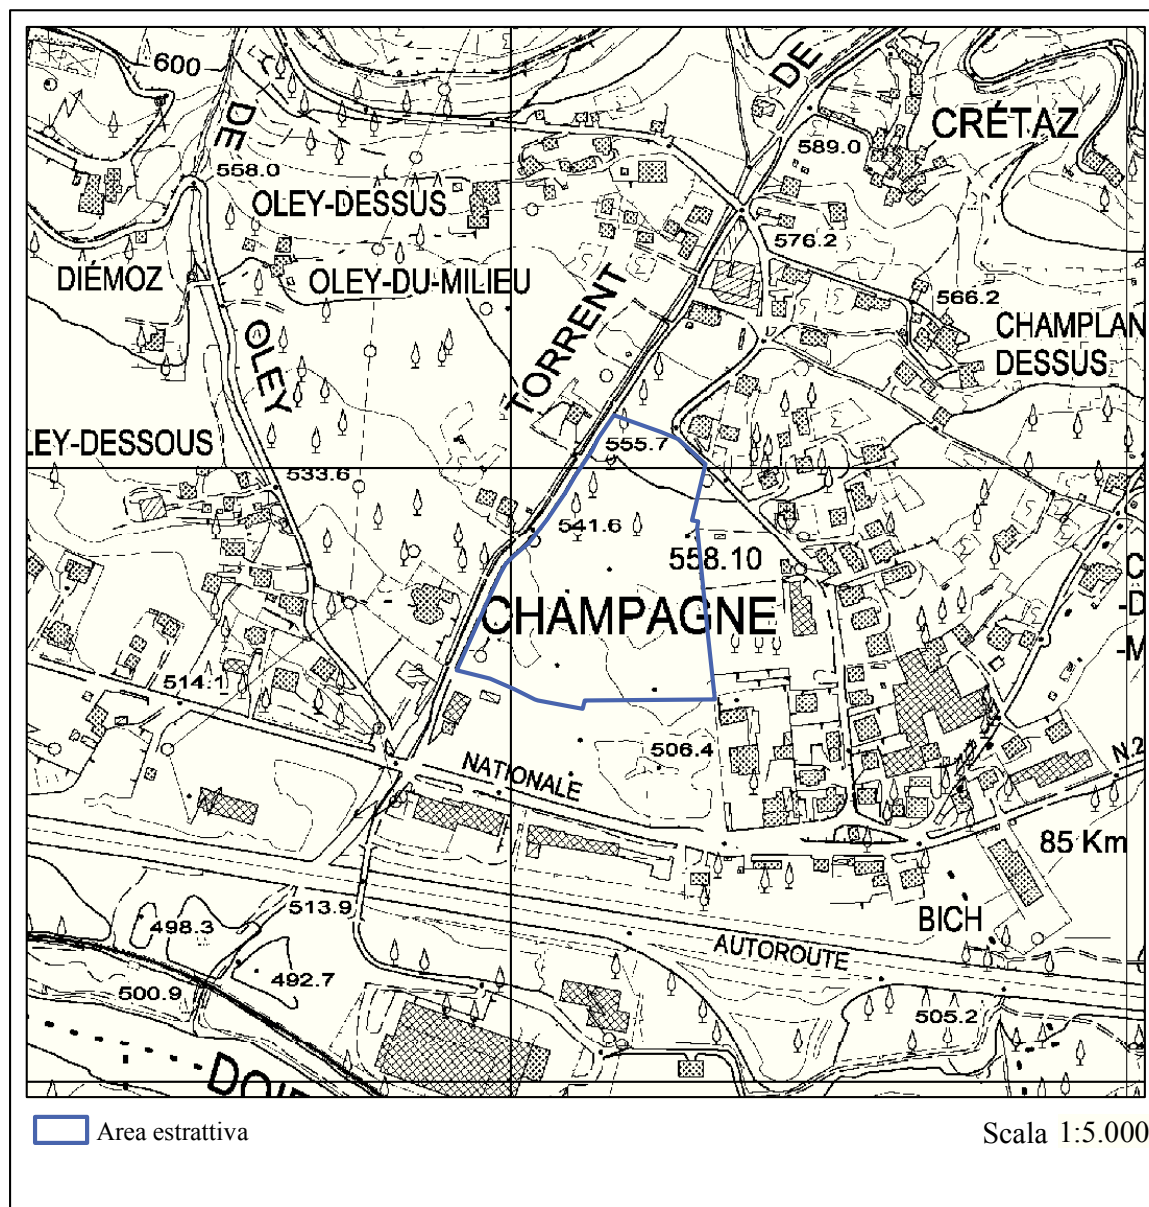 600
DE
DE
CRÉTAZ
589.0
558.0
OLEY-DESSUS
576.2
DIÉMOZ
OLEY-DU-MILIEU
566.2
TORRENT
CHAMPLAN
DESSUS
OLEY
LEY-DESSOUS
555.7
533.6
541.6
558.10
C
-D
CHAMPAGNE
-M
514.1
506.4
NATIONALE
N.2
85 Km
513.9
498.3
BICH
AUTOROUTE
492.7
500.9
505.2
-DOI
Area estrattiva
Scala 1:5.000